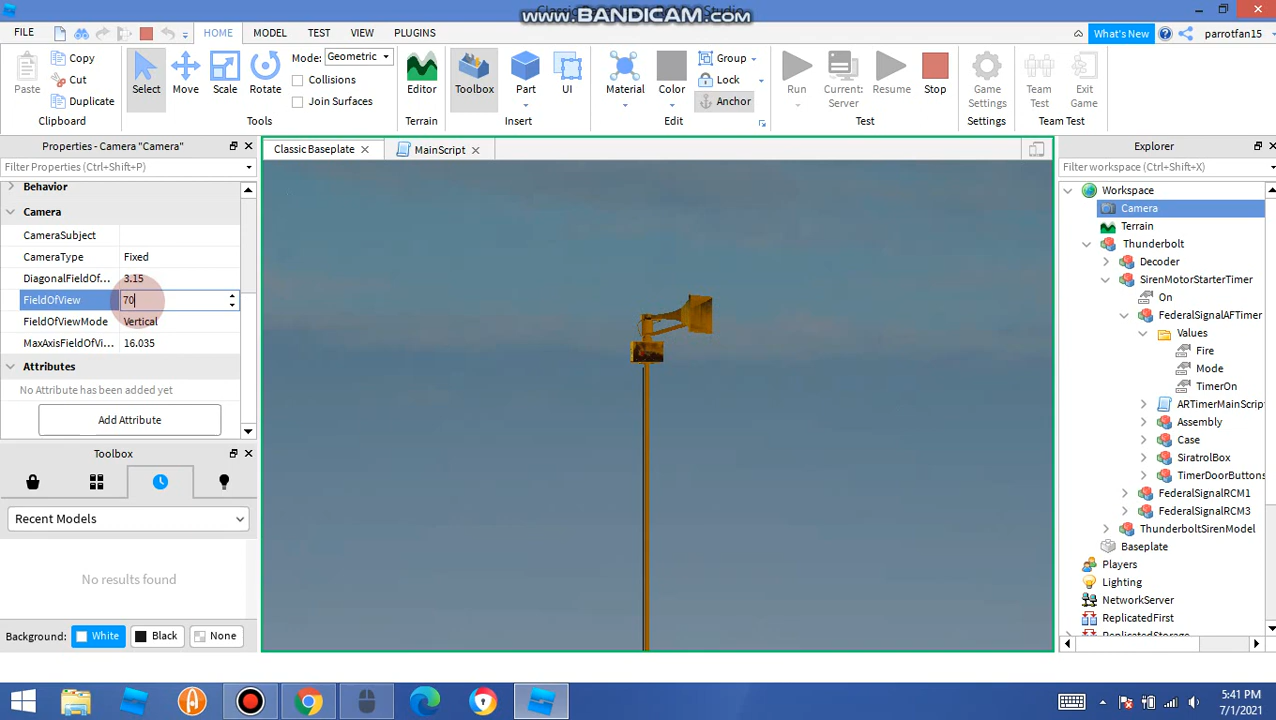 www.BANDICAM.com
FILE
HOME
MODEL
TEST
VIEW
PLUGINS
What's New
parrotfan15
Paste
Copy
Cut
Duplicate
Clipboard
Select
Move
Scale
Rotate
Mode: Geometric
Collisions
Join Surfaces
Tools
Editor
Terrain
Toolbox
Part
UI
Insert
Material
Color
Group
Lock
Anchor
Edit
Run
Current:
Server
Resume
Stop
Test
Game
Settings
Settings
Team
Test
Exit
Game
Team Test
Properties - Camera "Camera"
Filter Properties (Ctrl+Shift+P)
Behavior
Camera
CameraSubject
CameraType Fixed
DiagonalFieldOf... 3.15
FieldOfView 70
FieldOfViewMode Vertical
MaxAxisFieldOfVi... 16.035
Attributes
No Attribute has been added yet
Add Attribute
Toolbox
Recent Models
No results found
Background: White Black None
Classic Baseplate
MainScript
Explorer
Filter workspace (Ctrl+Shift+X)
Workspace
Camera
Terrain
Thunderbolt
Decoder
SirenMotorStarterTimer
On
FederalSignalAFTimer
Values
Fire
Mode
TimerOn
ARTimerMainScrip
Assembly
Case
SiratrolBox
TimerDoorButtons
FederalSignalRCM1
FederalSignalRCM3
ThunderboltSirenModel
Baseplate
Players
Lighting
NetworkServer
ReplicatedFirst
ReplicatedStorage
5:41 PM
7/1/2021